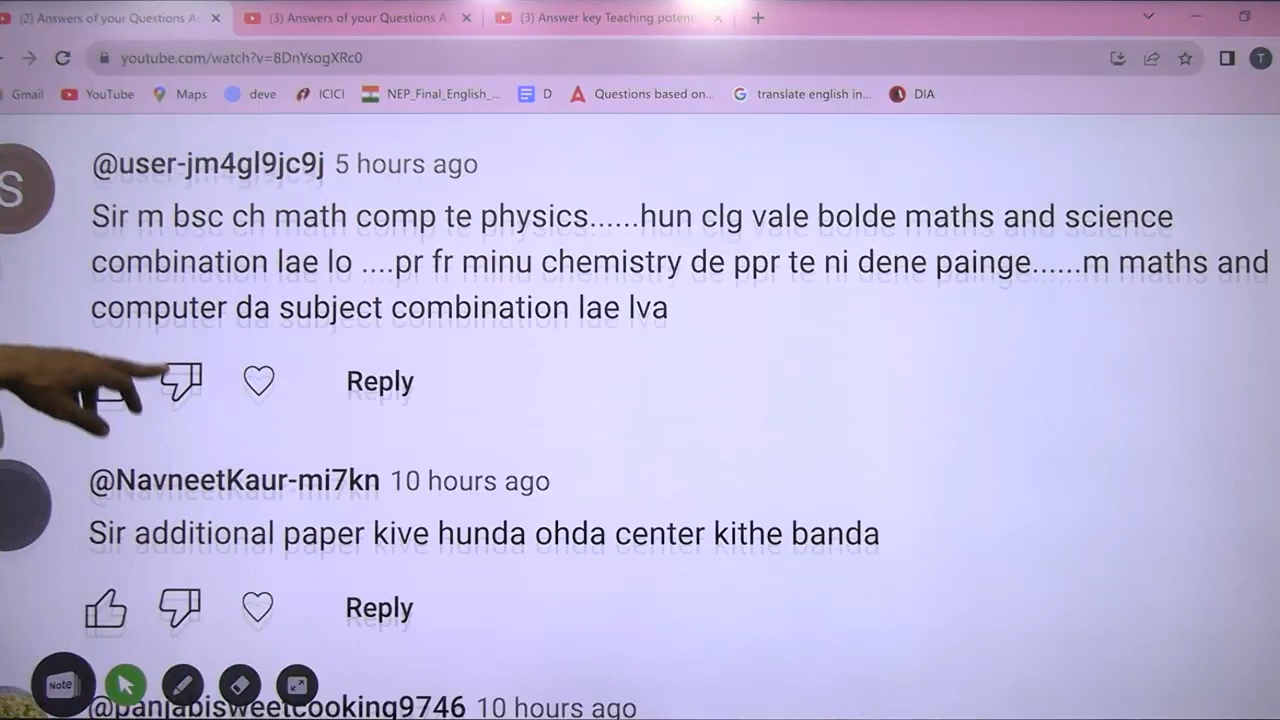 (2) Answers of your Questions A
(3) Answers of your Questions A
(3) Answer key Teaching potent
youtube.com/watch?v=8DnYsogXRc0
T
Gmail
YouTube
Maps
deve
ICICI
NEP_Final_English_...
D
Questions based on...
translate english in...
DIA
S
@user-jm4gl9jc9j 5 hours ago
Sir m bsc ch math comp te physics......hun clg vale bolde maths and science
combination lae lo ....pr fr minu chemistry de ppr te ni dene painge......m maths and
computer da subject combination lae lva
Reply
@NavneetKaur-mi7kn 10 hours ago
Sir additional paper kive hunda ohda center kithe banda
Reply
Note
@panjabisweetcooking9746 10 hours ago